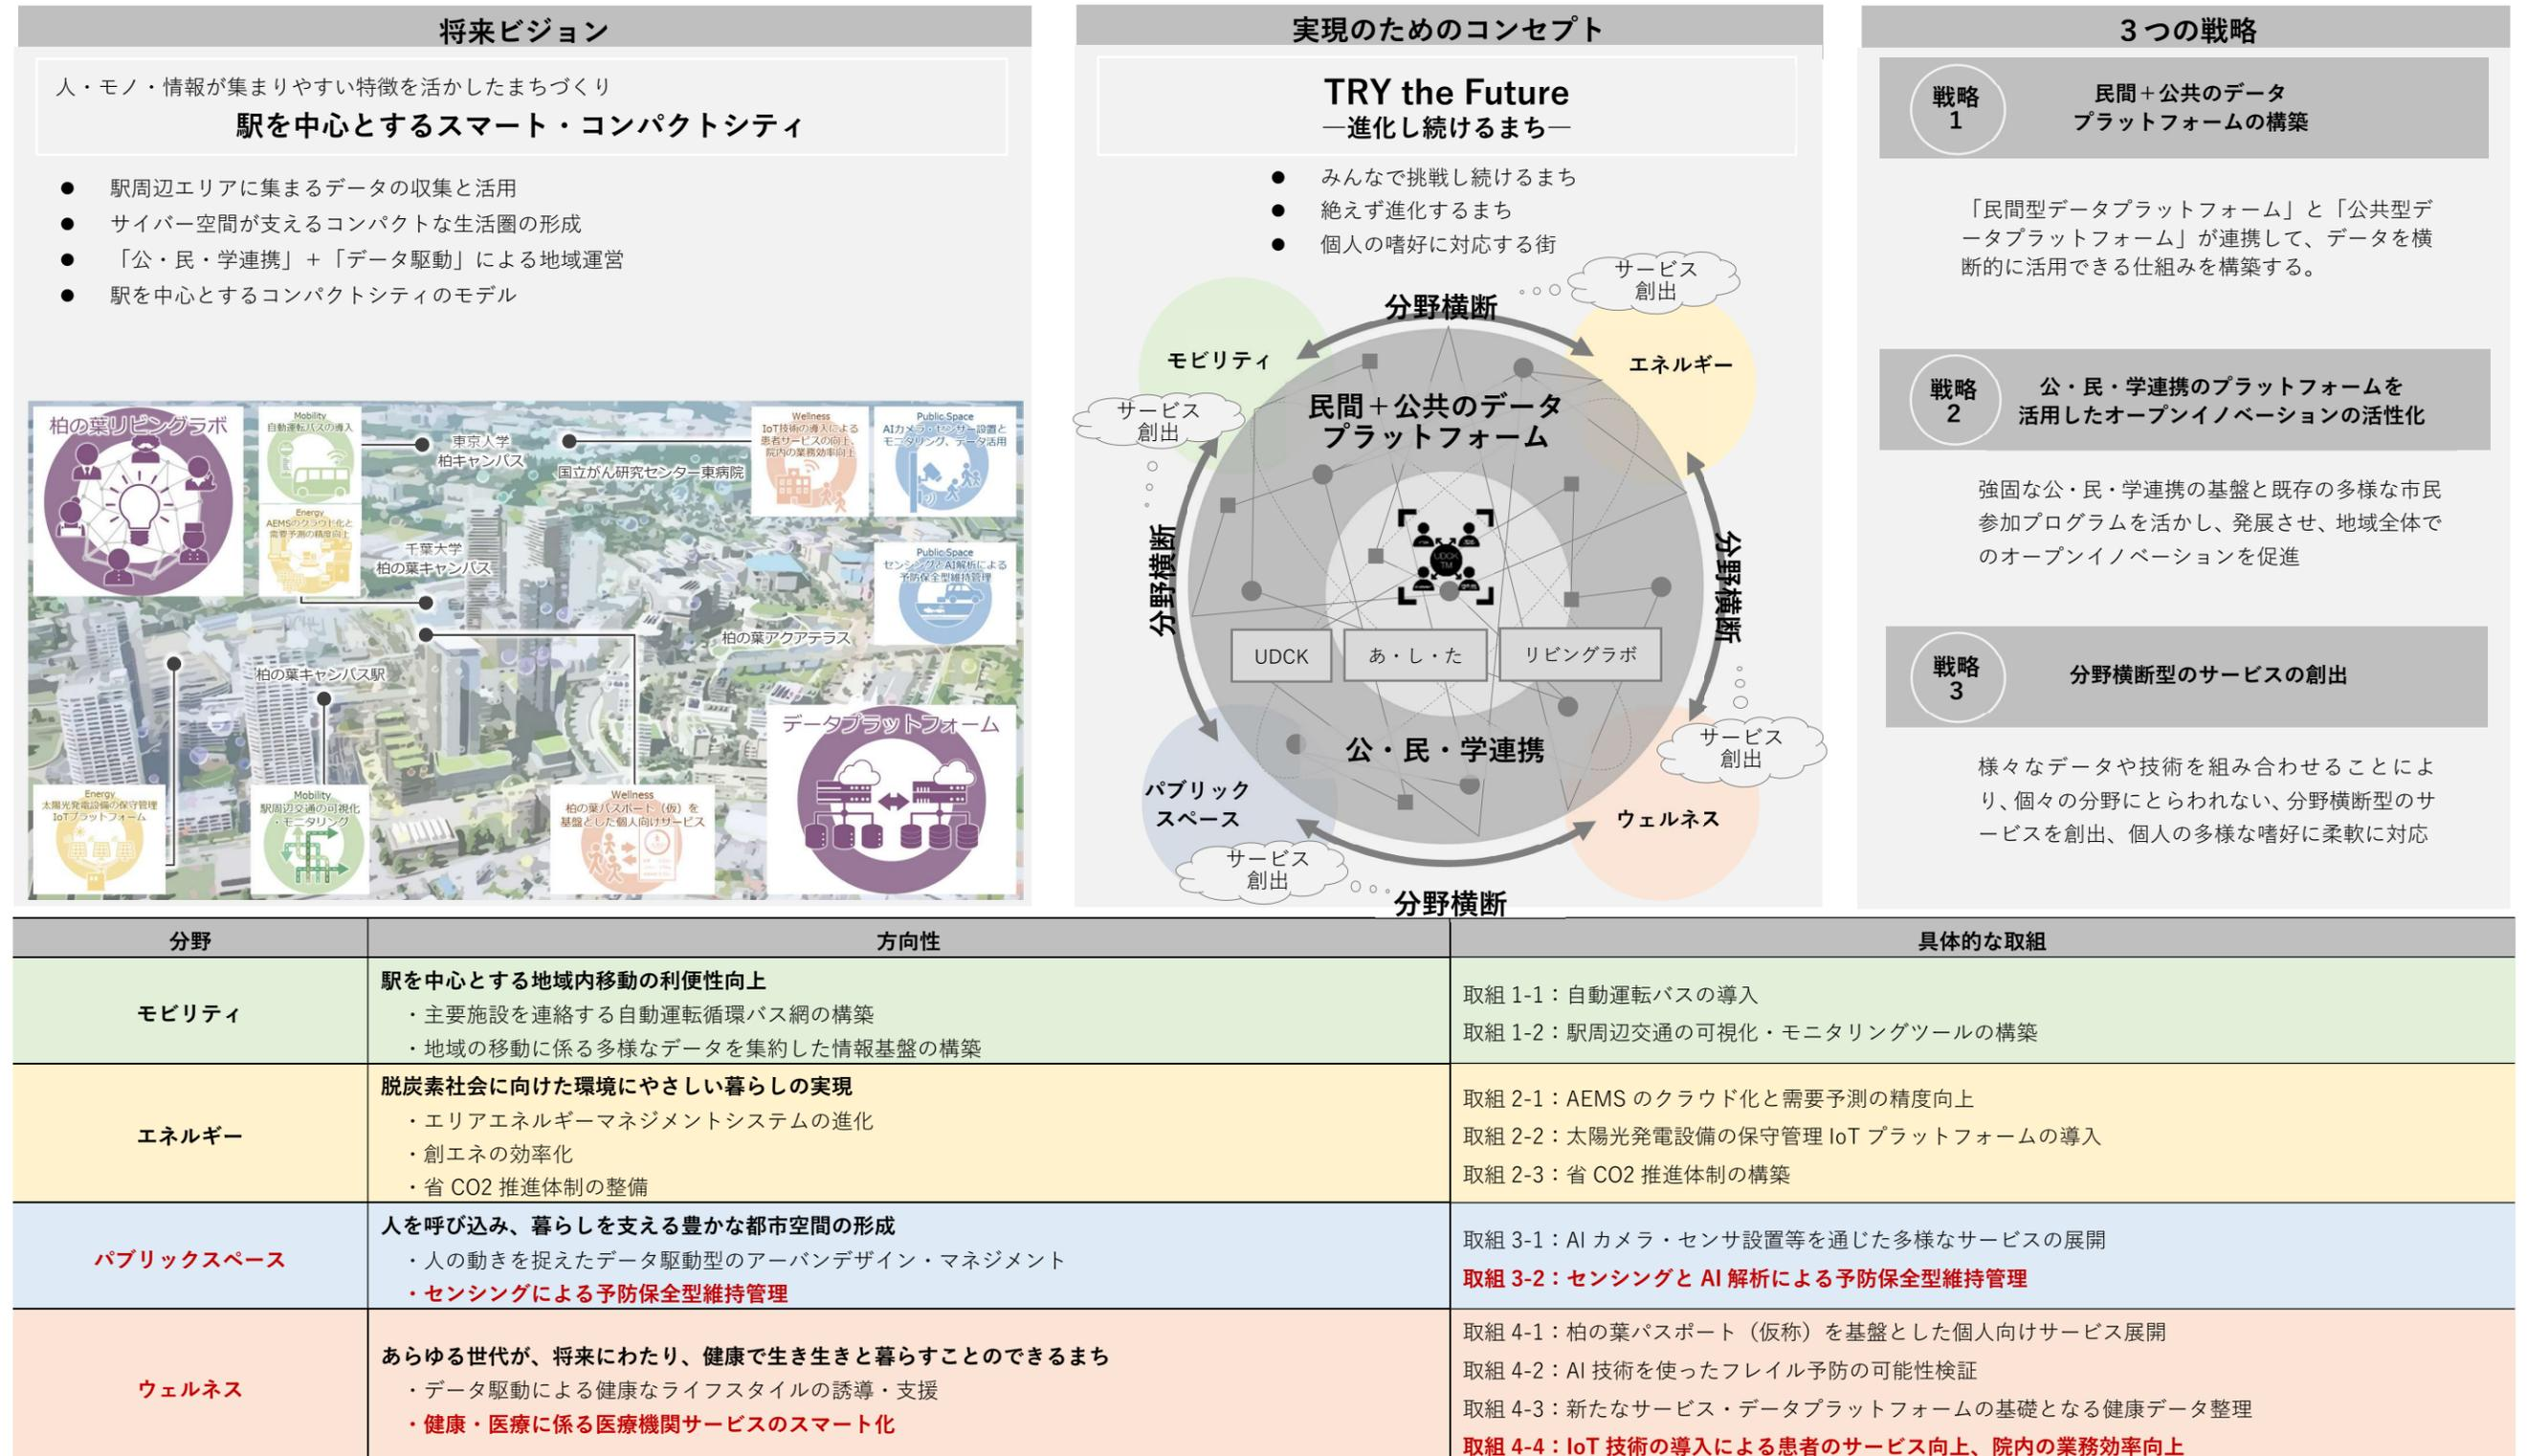 将来ビジョン
人・モノ・情報が集まりやすい特徴を活かしたまちづくり
駅を中心とするスマート・コンパクトシティ
● 駅周辺エリアに集まるデータの収集と活用
● サイバー空間が支えるコンパクトな生活圏の形成
● 「公・民・学連携」+「データ駆動」による地域運営
● 駅を中心とするコンパクトシティのモデル
柏の葉リビングラボ
Mobility
自動運転バスの導入
Energy
AEMSのクラウド化と
需要予測の精度向上
東京大学
柏キャンパス
国立がん研究センター東病院
Wellness
IoT技術の導入による
患者サービスの向上、
院内の業務効率向上
Public Space
AIカメラ・センサー設置と
モニタリング、データ活用
千葉大学
柏の葉キャンパス
Public Space
センシングとAI解析による
予防保全型維持管理
柏の葉アクアテラス
柏の葉キャンパス駅
データプラットフォーム
Energy
太陽光発電設備の保守管理
IoTプラットフォーム
Mobility
駅周辺交通の可視化
・モニタリング
Wellness
柏の葉パスポート(仮)を
基盤とした個人向けサービス
実現のためのコンセプト
TRY the Future
―進化し続けるまち―
● みんなで挑戦し続けるまち
● 絶えず進化するまち
● 個人の嗜好に対応する街
サービス
創出
分野横断
モビリティ
エネルギー
サービス
創出
民間+公共のデータ
プラットフォーム
分野横断
分野横断
UDCK
TM
UDCK
あ・し・た
リビングラボ
公・民・学連携
サービス
創出
パブリック
スペース
ウェルネス
サービス
創出
分野横断
3つの戦略
戦略
1
民間+公共のデータ
プラットフォームの構築
「民間型データプラットフォーム」と「公共型デ
ータプラットフォーム」が連携して、データを横
断的に活用できる仕組みを構築する。
戦略
2
公・民・学連携のプラットフォームを
活用したオープンイノベーションの活性化
強固な公・民・学連携の基盤と既存の多様な市民
参加プログラムを活かし、発展させ、地域全体で
のオープンイノベーションを促進
戦略
3
分野横断型のサービスの創出
様々なデータや技術を組み合わせることによ
り、個々の分野にとらわれない、分野横断型のサ
ービスを創出、個人の多様な嗜好に柔軟に対応
分野 方向性 具体的な取組
モビリティ
駅を中心とする地域内移動の利便性向上
・主要施設を連絡する自動運転循環バス網の構築
・地域の移動に係る多様なデータを集約した情報基盤の構築
取組 1-1：自動運転バスの導入
取組 1-2：駅周辺交通の可視化・モニタリングツールの構築
エネルギー
脱炭素社会に向けた環境にやさしい暮らしの実現
・エリアエネルギーマネジメントシステムの進化
・創エネの効率化
・省 CO2 推進体制の整備
取組 2-1：AEMS のクラウド化と需要予測の精度向上
取組 2-2：太陽光発電設備の保守管理 IoT プラットフォームの導入
取組 2-3：省 CO2 推進体制の構築
パブリックスペース
人を呼び込み、暮らしを支える豊かな都市空間の形成
・人の動きを捉えたデータ駆動型のアーバンデザイン・マネジメント
・センシングによる予防保全型維持管理
取組 3-1：AI カメラ・センサ設置等を通じた多様なサービスの展開
取組 3-2：センシングと AI 解析による予防保全型維持管理
ウェルネス
あらゆる世代が、将来にわたり、健康で生き生きと暮らすことのできるまち
・データ駆動による健康なライフスタイルの誘導・支援
・健康・医療に係る医療機関サービスのスマート化
取組 4-1：柏の葉パスポート（仮称）を基盤とした個人向けサービス展開
取組 4-2：AI 技術を使ったフレイル予防の可能性検証
取組 4-3：新たなサービス・データプラットフォームの基礎となる健康データ整理
取組 4-4：IoT 技術の導入による患者のサービス向上、院内の業務効率向上